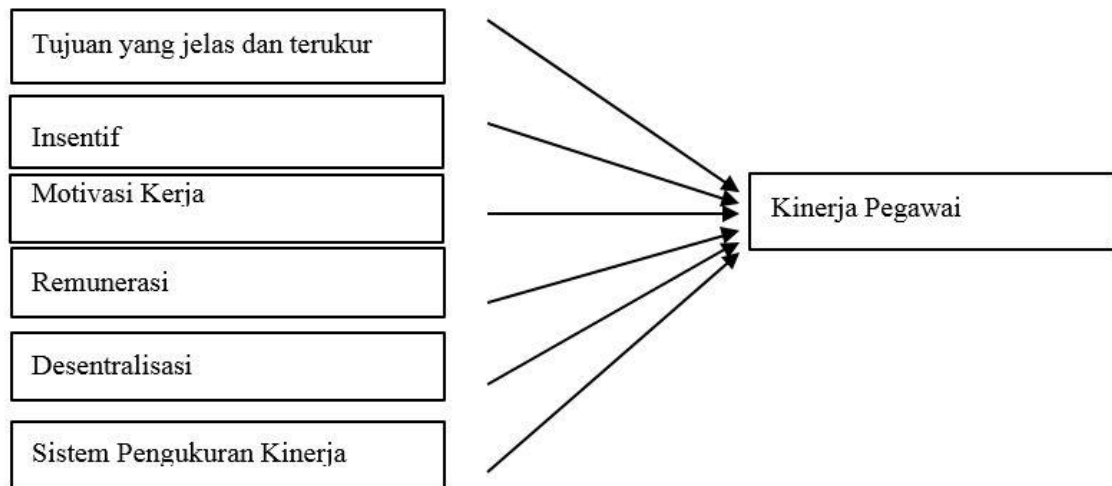 Tujuan yang jelas dan terukur
Insentif
Motivasi Kerja
Remunerasi
Desentralisasi
Sistem Pengukuran Kinerja
Kinerja Pegawai